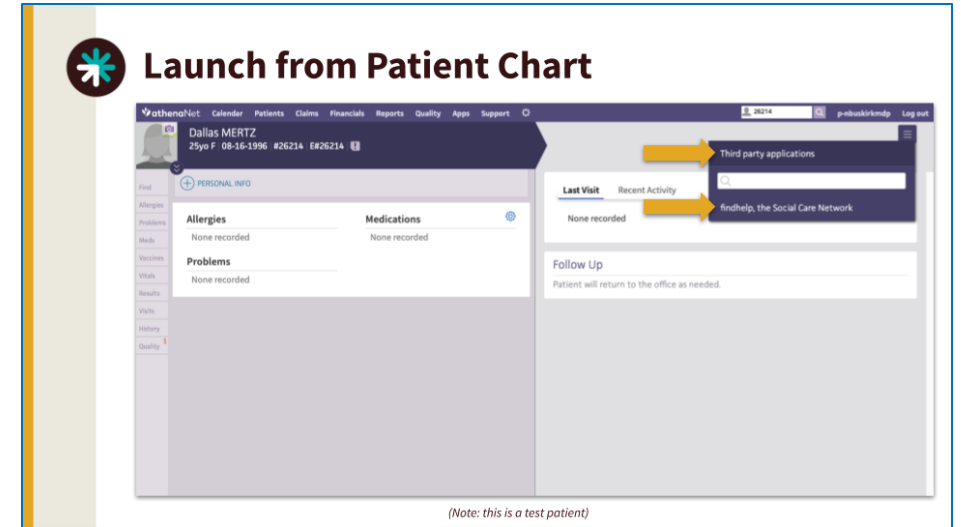 Launch from Patient Chart
athenaNet Calendar Patients Claims Financials Reports Quality Apps Support 26214 p-nbuskirkmdp Log out
Dallas MERTZ
25yo F 08-16-1996 #26214 E#26214
Third party applications
findhelp, the Social Care Network
PERSONAL INFO
Find
Allergies
Problems
Meds
Vaccines
Vitals
Results
Visits
History
Quality 1
Allergies
None recorded
Medications
None recorded
Problems
None recorded
Last Visit Recent Activity
None recorded
Follow Up
Patient will return to the office as needed.
(Note: this is a test patient)